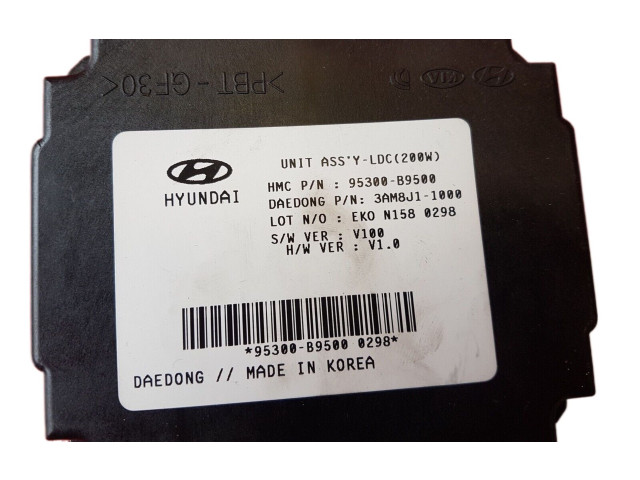 >PBT-GF30<
KIA
HYUNDAI
UNIT ASS'Y-LDC(200W)
HMC P/N : 95300-B9500
DAEDONG P/N: 3AM8J1-1000
LOT N/O : EKO N158 0298
S/W VER : V100
H/W VER : V1.0
*95300-B9500 0298*
DAEDONG // MADE IN KOREA